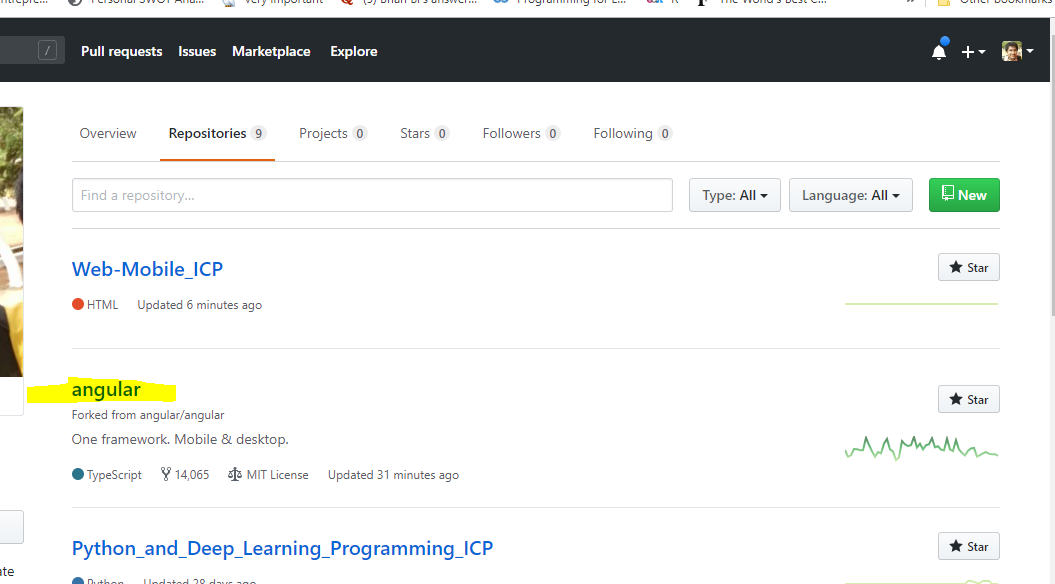 Personal SWOT Ana... very important (5) Brian Bi's answer... Programming for E... R The World's Best C... » Other bookmarks
/ Pull requests Issues Marketplace Explore
Overview Repositories 9 Projects 0 Stars 0 Followers 0 Following 0
Find a repository... Type: All Language: All New
Web-Mobile_ICP Star
HTML Updated 6 minutes ago
angular Star
Forked from angular/angular
One framework. Mobile & desktop.
TypeScript 14,065 MIT License Updated 31 minutes ago
Python_and_Deep_Learning_Programming_ICP Star
Python Updated 28 days ago